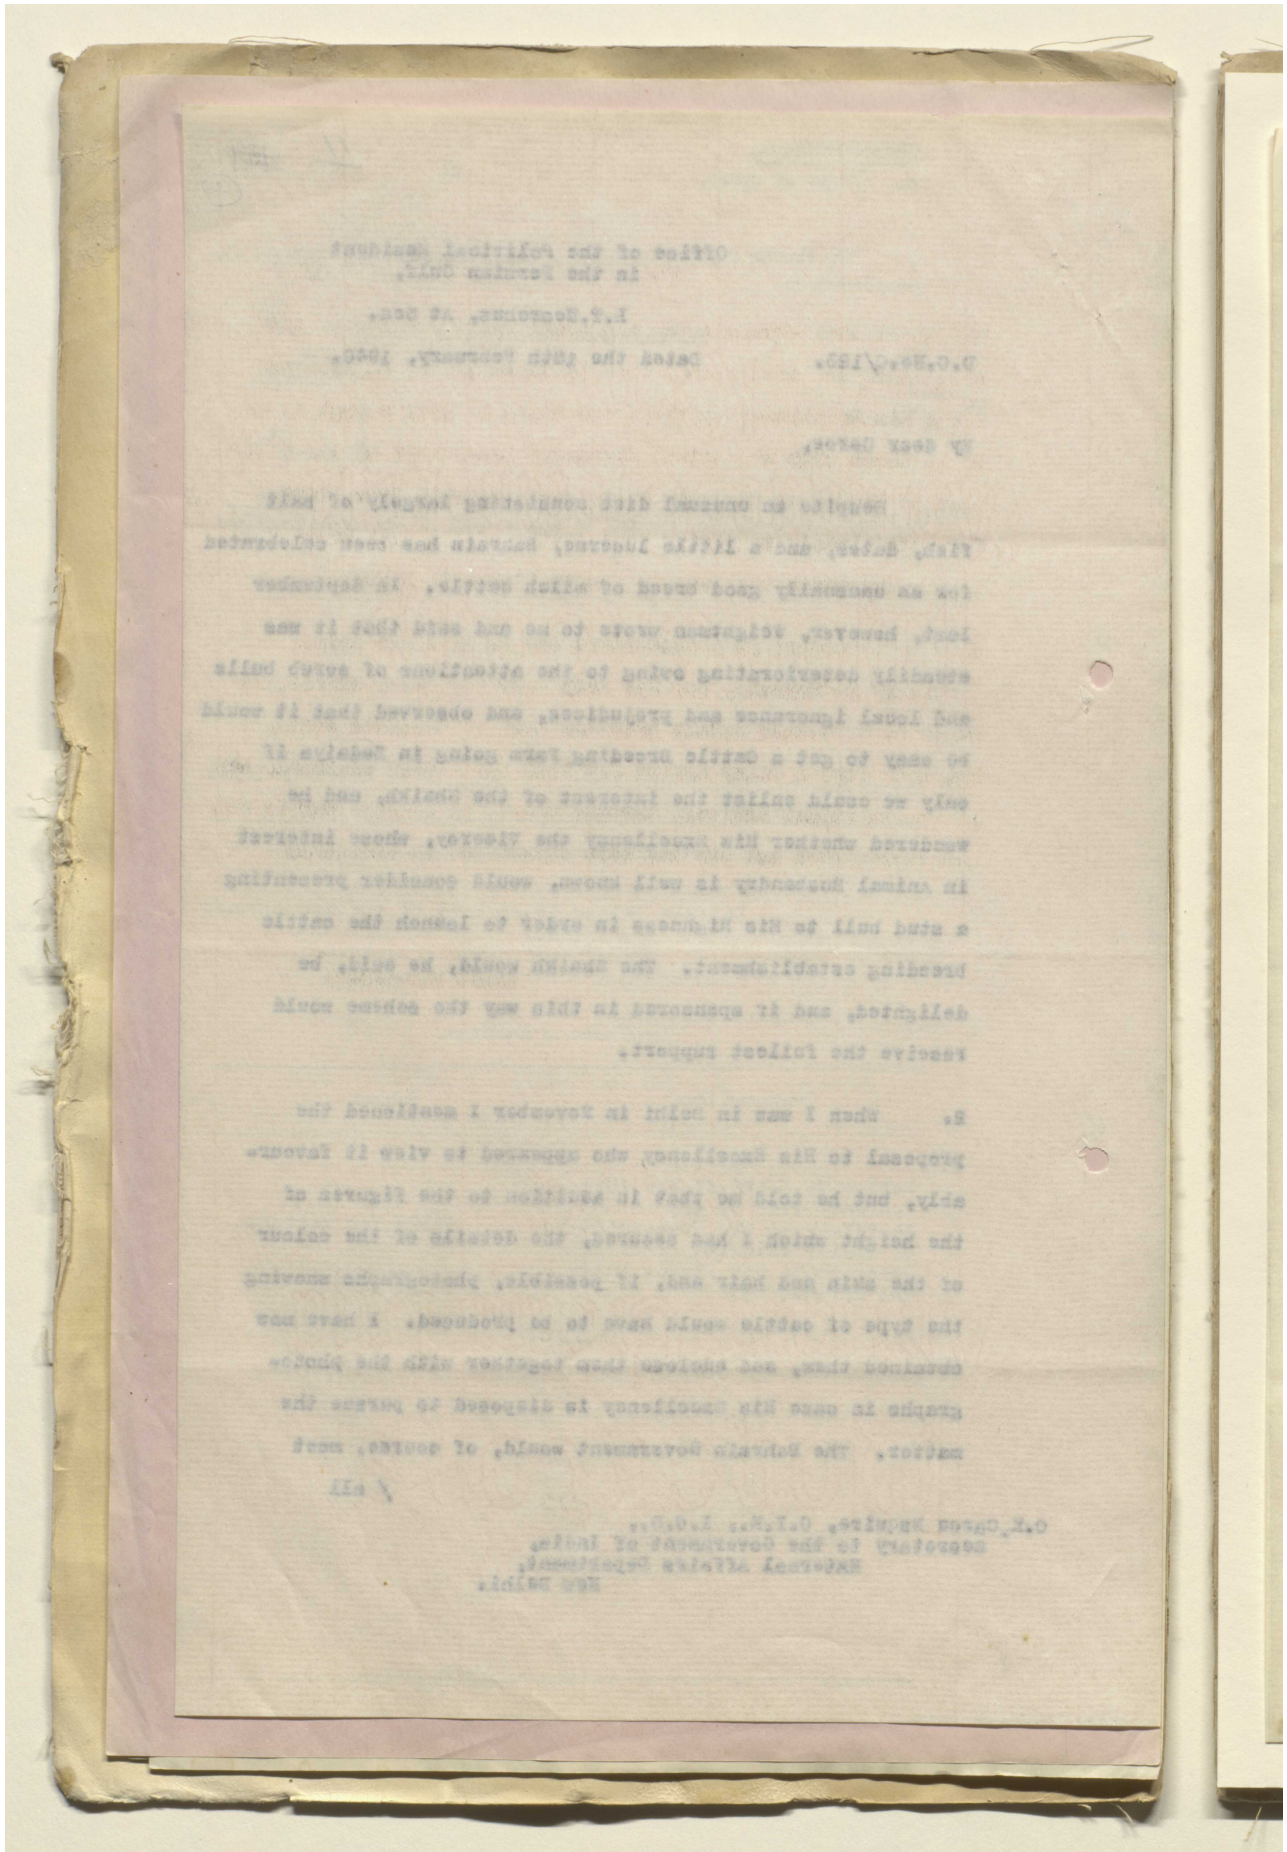 Office of the Political Resident
in the Persian Gulf,
At Sea.
D.O.No.C/123. Dated the 18th February, 1940.
My dear Caroe,
Despite an unusual diet consisting largely of bait
fish, dates, and a little lucerne, Bahrain has been celebrated
for an unusually good breed of milch cattle. In September
last, however, Weightman wrote to me and said that it was
steadily deteriorating owing to the attentions of scrub bulls
and local ignorance and prejudices, and observed that it would
be easy to get a Cattle Breeding Farm going in Budaiya if
only we could enlist the interest of the Shaikh, and he
wondered whether His Excellency the Viceroy, whose interest
in Animal Husbandry is well known, would consider presenting
a stud bull to His Highness in order to launch the cattle
breeding establishment. The Shaikh would, he said, be
delighted, and if sponsored in this way the scheme would
receive the fullest support.
2. When I was in Delhi in November I mentioned the
proposal to His Excellency who appeared to view it favour-
ably, but he told me that in addition to the figures of
the height which I had secured, the details of the colour
of the skin and hair and, if possible, photographs showing
the type of cattle would have to be produced. I have now
obtained them, and enclose them together with the photo-
graphs in case His Excellency is disposed to pursue the
matter. The Bahrain Government would, of course, meet
/ all
O.K. Caroe Esquire, C.I.E., I.C.S.,
Secretary to the Government of India,
External Affairs Department,
New Delhi.